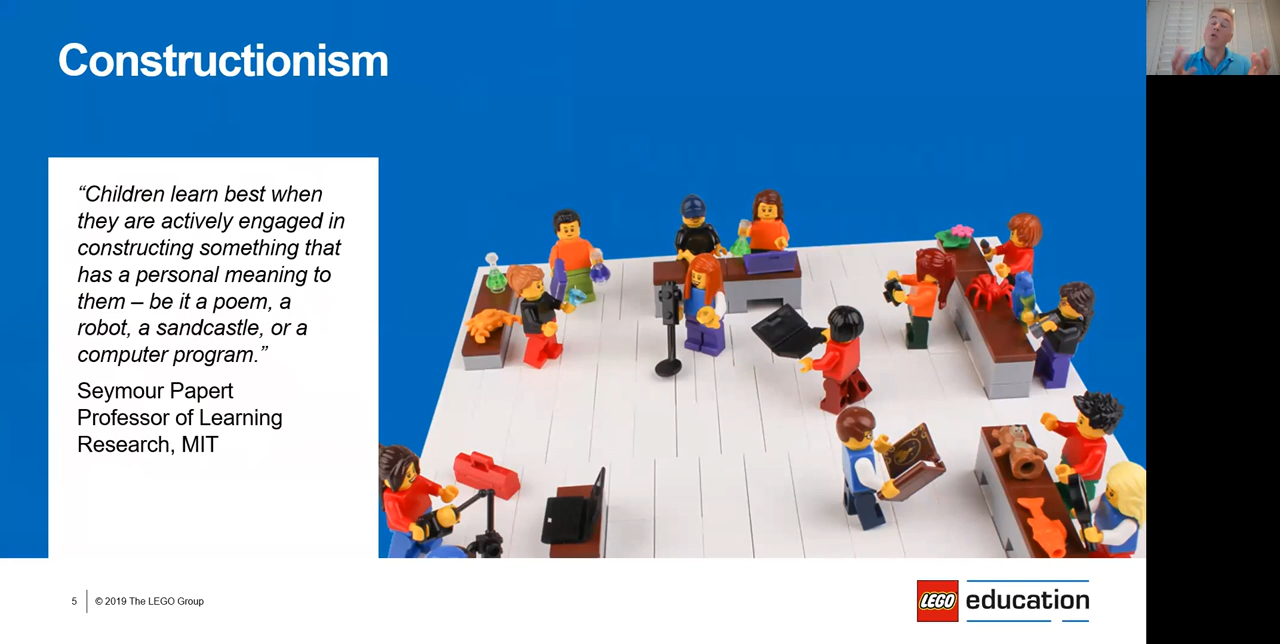 Constructionism
“Children learn best when
they are actively engaged in
constructing something that
has a personal meaning to
them – be it a poem, a
robot, a sandcastle, or a
computer program.”
Seymour Papert
Professor of Learning
Research, MIT
5
© 2019 The LEGO Group
LEGO education